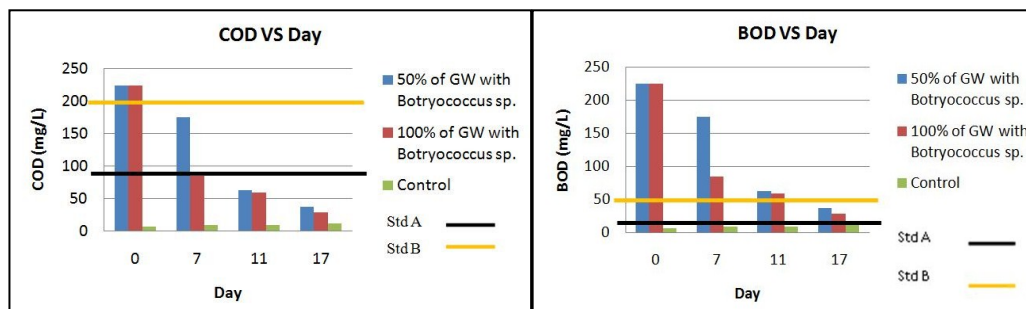 COD VS Day
COD (mg/L)
250
200
150
100
50
0
0 7 11 17
Day
50% of GW with
Botryococcus sp.
100% of GW with
Botryococcus sp.
Control
Std A
Std B
BOD VS Day
BOD (mg/L)
250
200
150
100
50
0
0 7 11 17
Day
50% of GW with
Botryococcus sp.
100% of GW with
Botryococcus sp.
Control
Std A
Std B